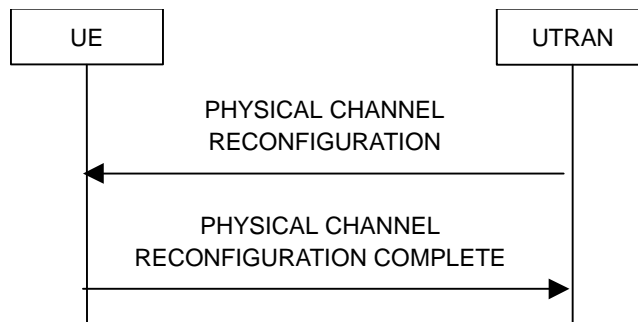 UE
UTRAN
PHYSICAL CHANNEL
RECONFIGURATION
PHYSICAL CHANNEL
RECONFIGURATION COMPLETE